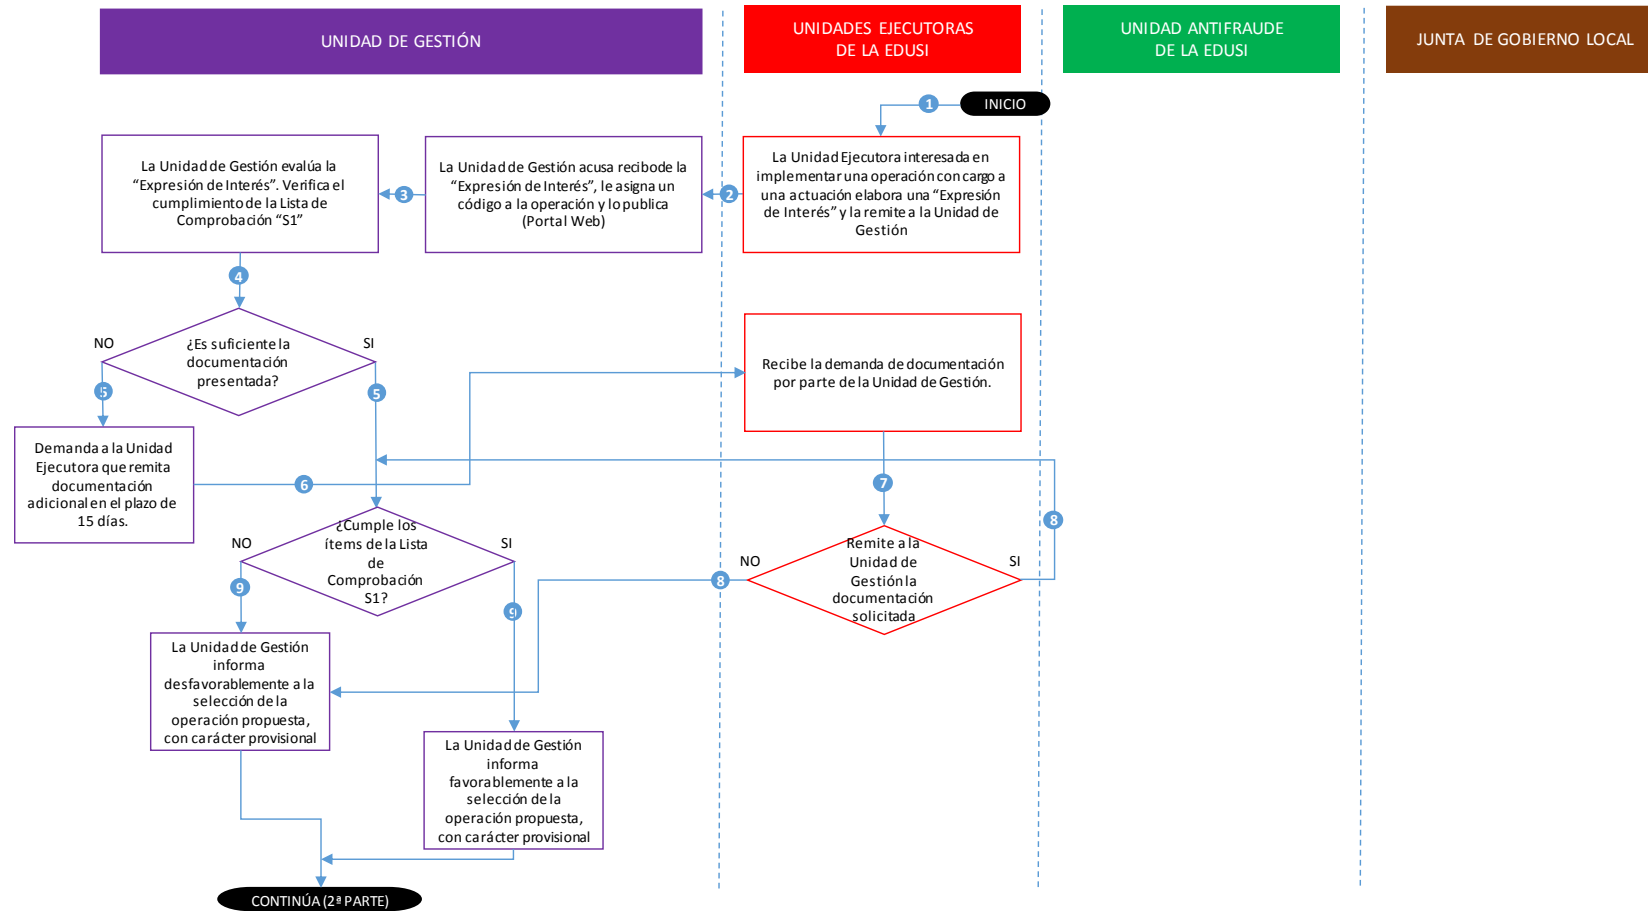 UNIDAD DE GESTIÓN
UNIDADES EJECUTORAS
DE LA EDUSI
UNIDAD ANTIFRAUDE
DE LA EDUSI
JUNTA DE GOBIERNO LOCAL
1
INICIO
La Unidad de Gestión evalúa la
“Expresión de Interés”. Verifica el
cumplimiento de la Lista de
Comprobación “S1”
3
La Unidad de Gestión acusa recibode la
“Expresión de Interés”, le asigna un
código a la operación y lo publica
(Portal Web)
2
La Unidad Ejecutora interesada en
implementar una operación con cargo a
una actuación elabora una “Expresión
de Interés” y la remite a la Unidad de
Gestión
4
NO
¿Es suficiente la
documentación
presentada?
SI
5
5
Recibe la demanda de documentación
por parte de la Unidad de Gestión.
Demanda a la Unidad
Ejecutora que remita
documentación
adicional en el plazo de
15 días.
6
7
8
NO
¿Cumple los
ítems de la Lista
de
Comprobación
S1?
SI
9
9
NO
Remite a la
Unidad de
Gestión la
documentación
solicitada
SI
8
La Unidad de Gestión
informa
desfavorablemente a la
selección de la
operación propuesta,
con carácter provisional
La Unidad de Gestión
informa
favorablemente a la
selección de la
operación propuesta,
con carácter provisional
CONTINÚA (2ª PARTE)